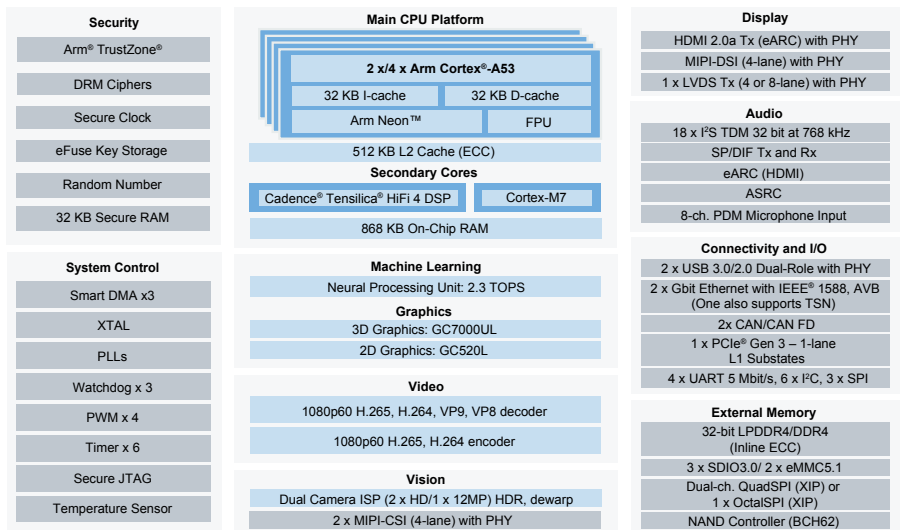 Security
Arm® TrustZone®
DRM Ciphers
Secure Clock
eFuse Key Storage
Random Number
32 KB Secure RAM
System Control
Smart DMA x3
XTAL
PLLs
Watchdog x 3
PWM x 4
Timer x 6
Secure JTAG
Temperature Sensor
Main CPU Platform
2 x/4 x Arm Cortex®-A53
32 KB I-cache
32 KB D-cache
Arm Neon™
FPU
512 KB L2 Cache (ECC)
Secondary Cores
Cadence® Tensilica® HiFi 4 DSP
Cortex-M7
868 KB On-Chip RAM
Machine Learning
Neural Processing Unit: 2.3 TOPS
Graphics
3D Graphics: GC7000UL
2D Graphics: GC520L
Video
1080p60 H.265, H.264, VP9, VP8 decoder
1080p60 H.265, H.264 encoder
Vision
Dual Camera ISP (2 x HD/1 x 12MP) HDR, dewarp
2 x MIPI-CSI (4-lane) with PHY
Display
HDMI 2.0a Tx (eARC) with PHY
MIPI-DSI (4-lane) with PHY
1 x LVDS Tx (4 or 8-lane) with PHY
Audio
18 x I²S TDM 32 bit at 768 kHz
SP/DIF Tx and Rx
eARC (HDMI)
ASRC
8-ch. PDM Microphone Input
Connectivity and I/O
2 x USB 3.0/2.0 Dual-Role with PHY
2 x Gbit Ethernet with IEEE® 1588, AVB
(One also supports TSN)
2x CAN/CAN FD
1 x PCIe® Gen 3 – 1-lane
L1 Substates
4 x UART 5 Mbit/s, 6 x I²C, 3 x SPI
External Memory
32-bit LPDDR4/DDR4
(Inline ECC)
3 x SDIO3.0/ 2 x eMMC5.1
Dual-ch. QuadSPI (XIP) or
1 x OctalSPI (XIP)
NAND Controller (BCH62)